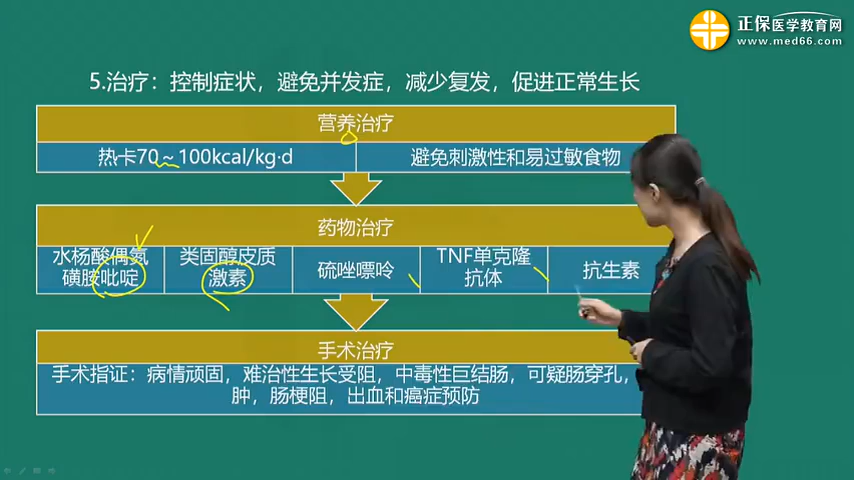 正保医学教育网
www.med66.com
5.治疗：控制症状，避免并发症，减少复发，促进正常生长
营养治疗
热卡70～100kcal/kg·d
避免刺激性和易过敏食物
药物治疗
水杨酸偶氮
磺胺吡啶
类固醇皮质
激素
硫唑嘌呤
TNF单克隆
抗体
抗生素
手术治疗
手术指证：病情顽固，难治性生长受阻，中毒性巨结肠，可疑肠穿孔，
肿，肠梗阻，出血和癌症预防